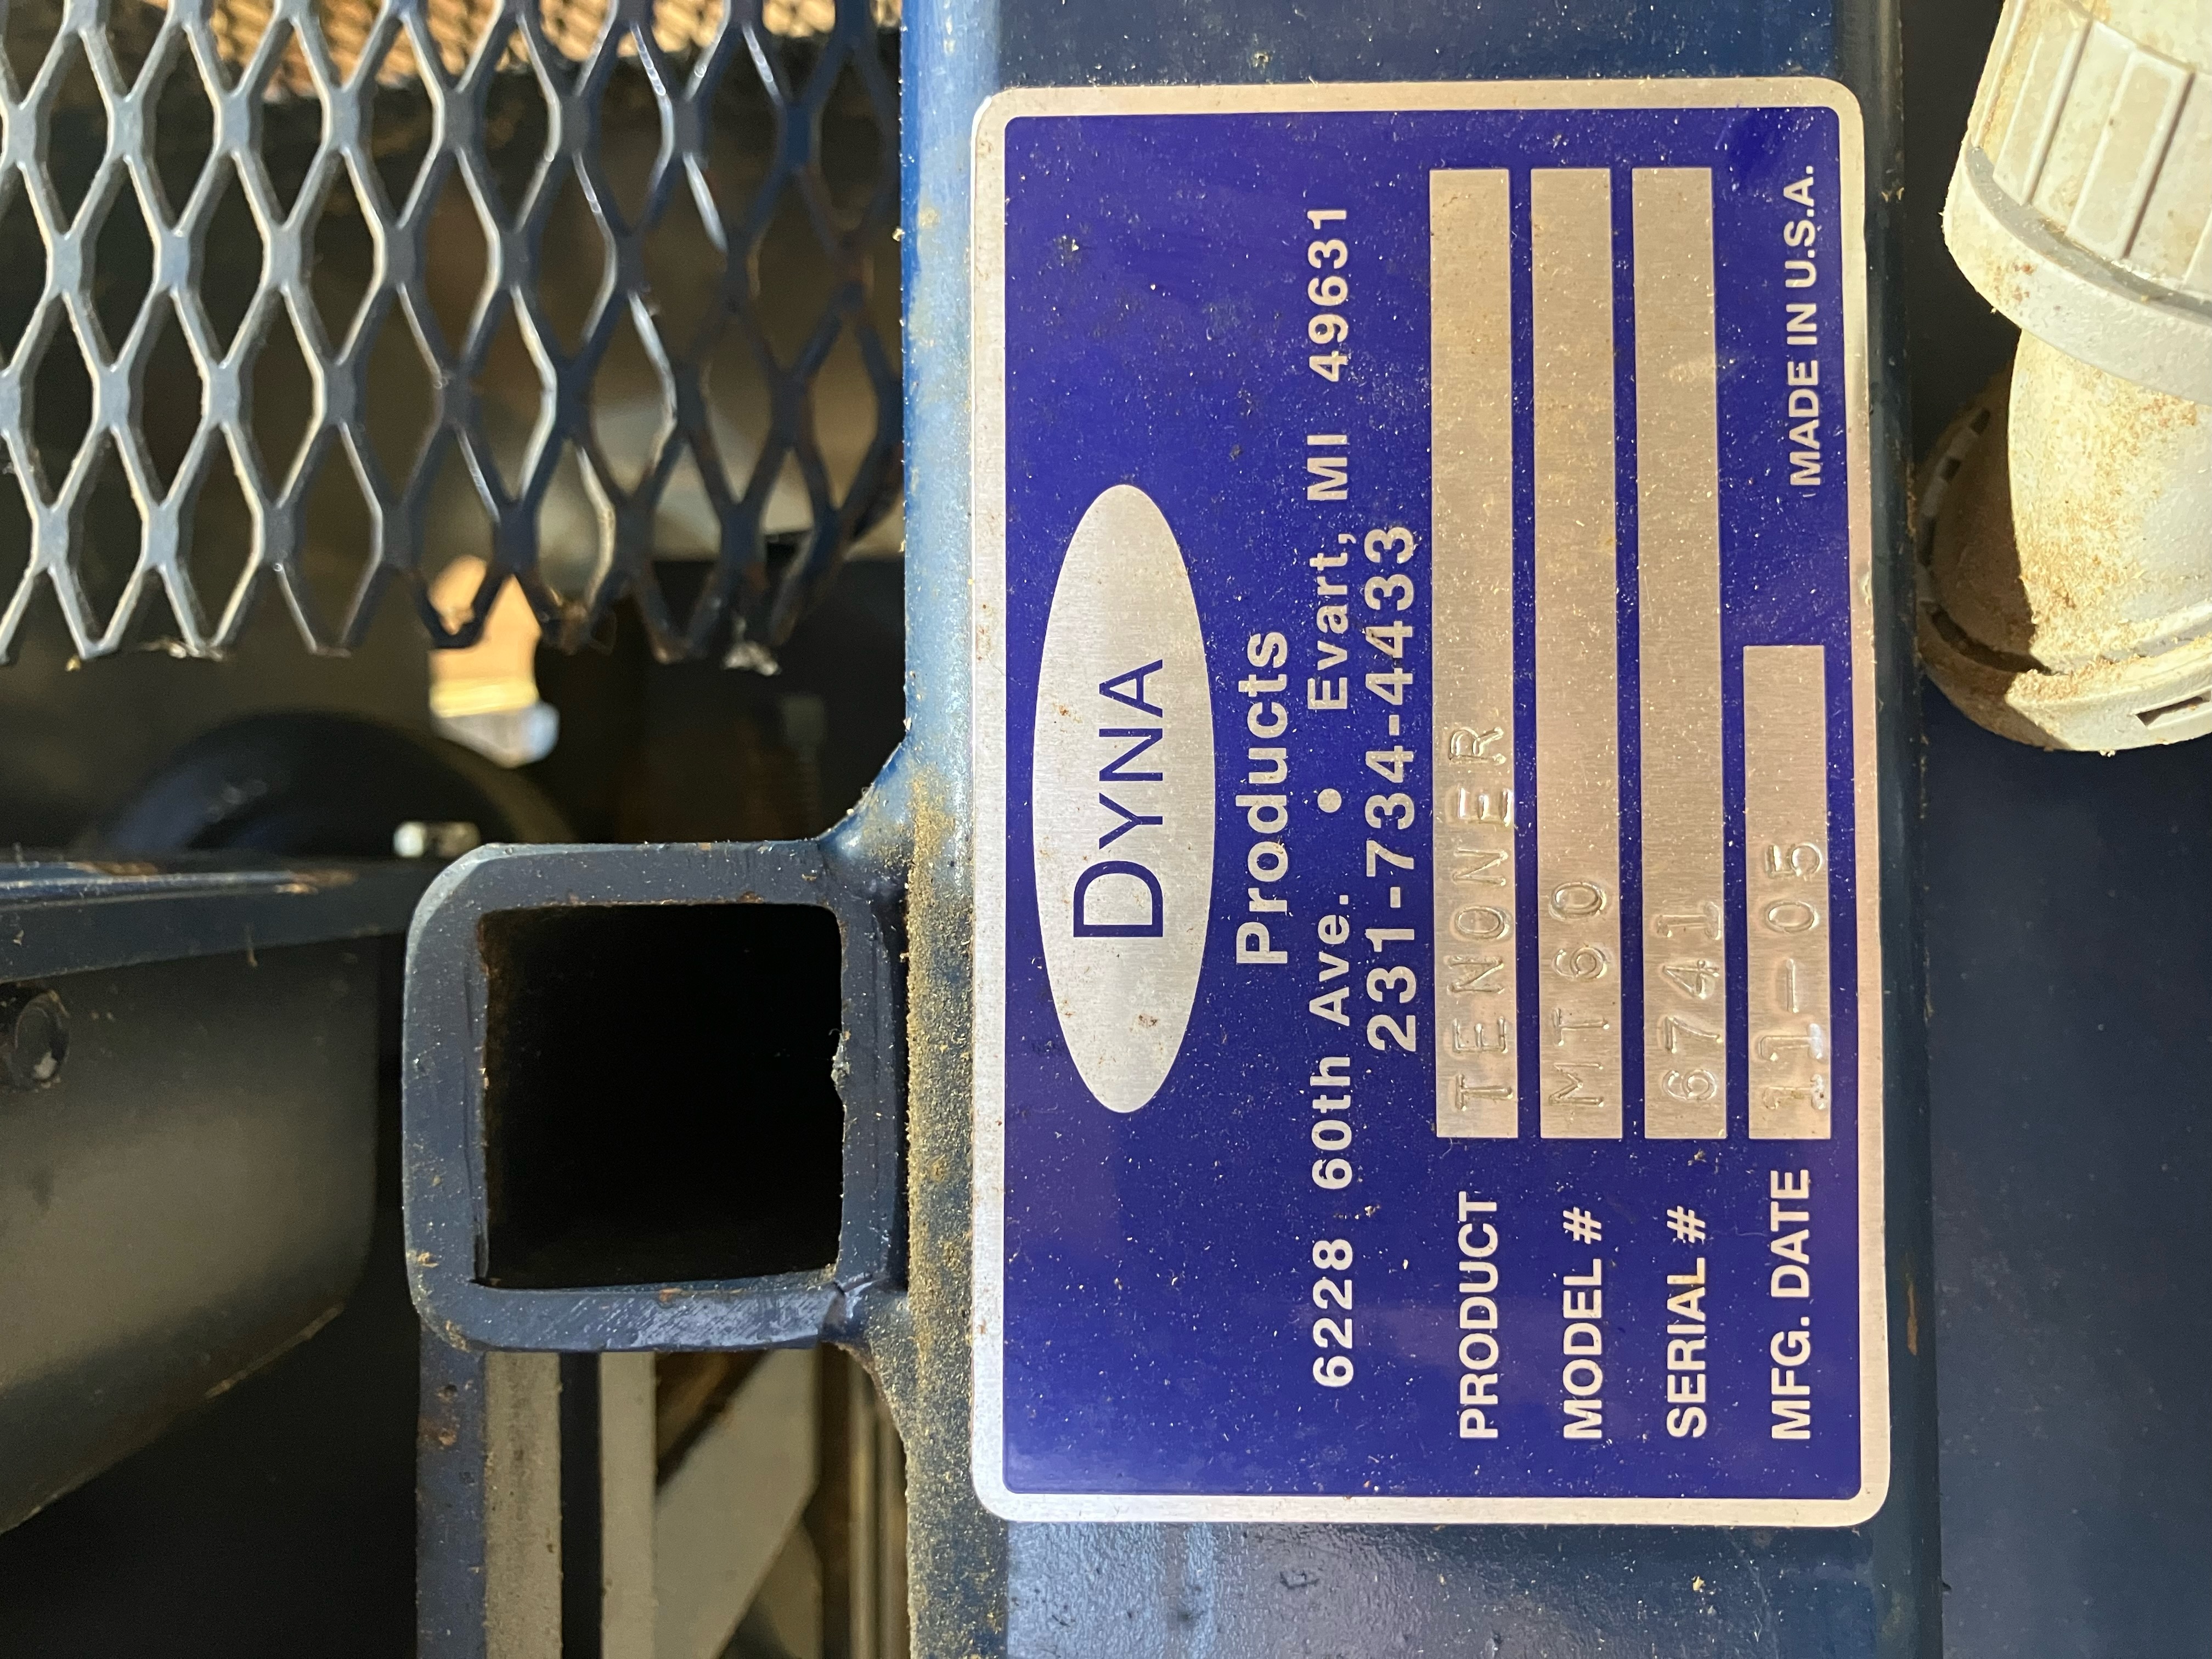 DYNA
Products
6228 60th Ave. • Evart, MI 49631
231-734-4433
PRODUCT TENONER
MODEL # MT60
SERIAL # 6741
MFG. DATE 11-05 MADE IN U.S.A.